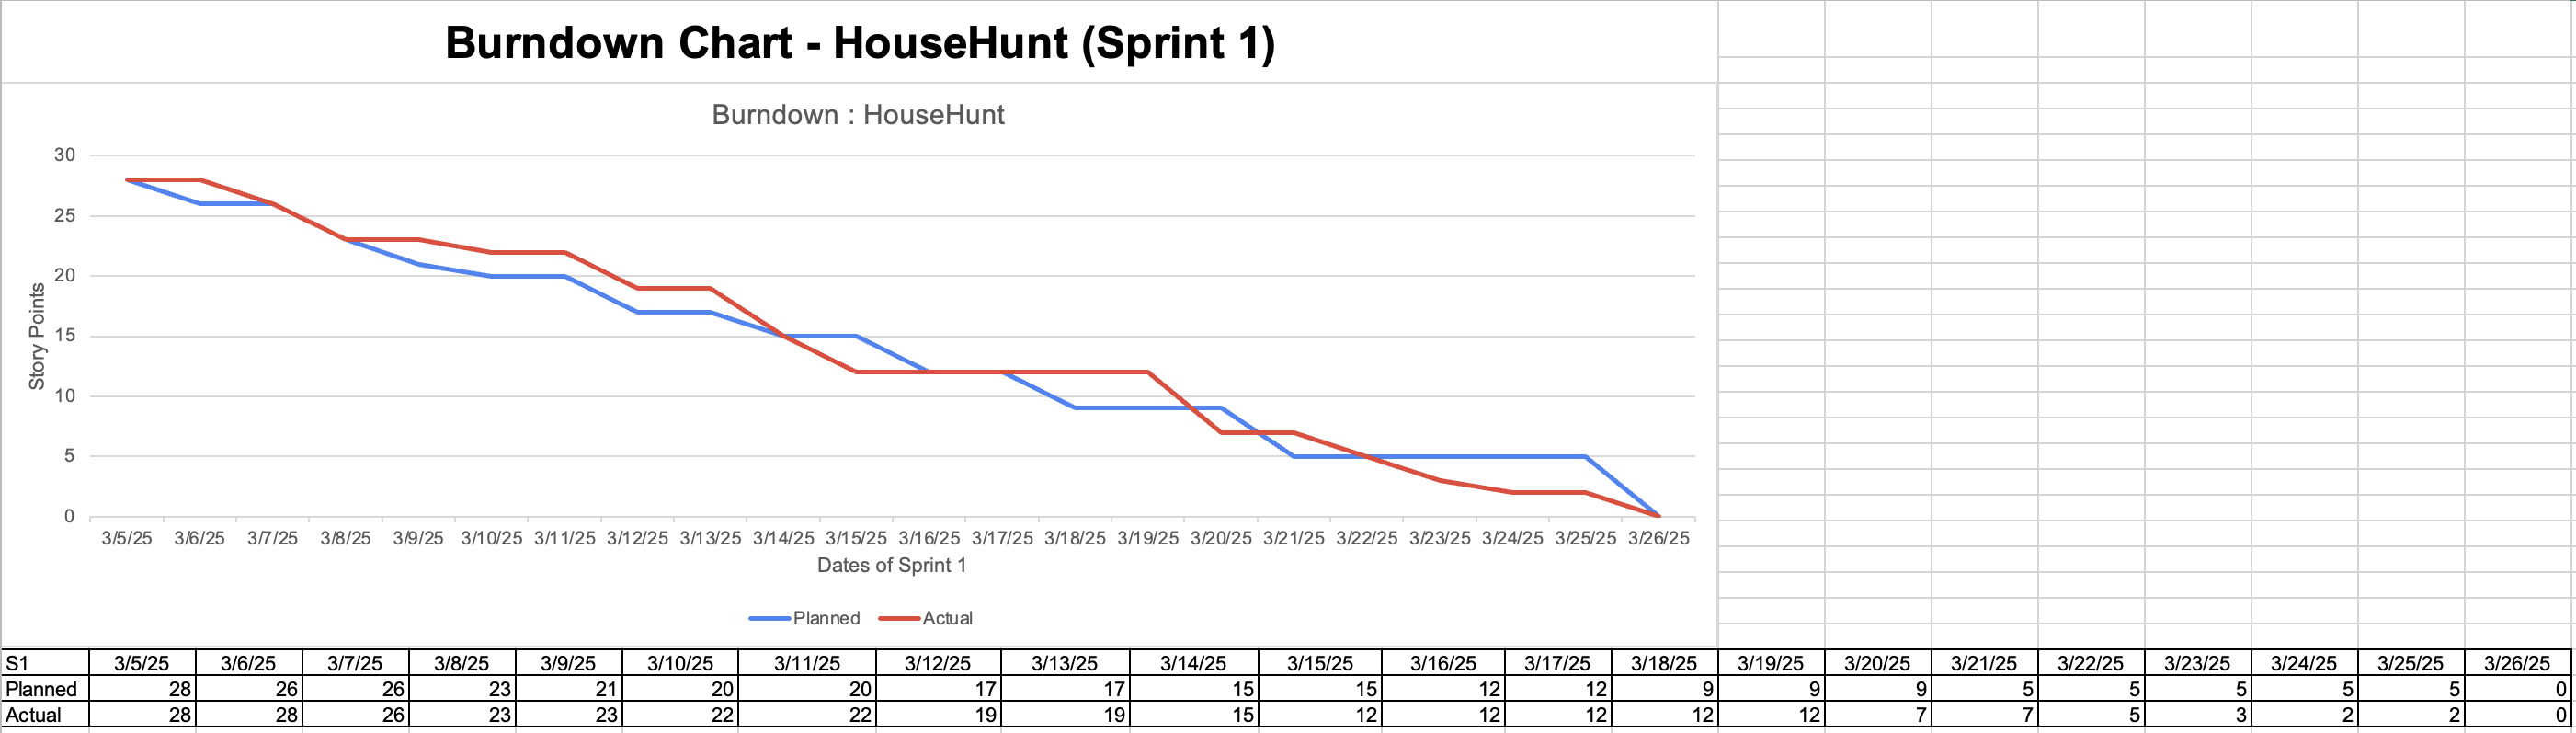 Burndown Chart - HouseHunt (Sprint 1)
Burndown : HouseHunt
30
25
20
15
10
5
0
Story Points
3/5/25 3/6/25 3/7/25 3/8/25 3/9/25 3/10/25 3/11/25 3/12/25 3/13/25 3/14/25 3/15/25 3/16/25 3/17/25 3/18/25 3/19/25 3/20/25 3/21/25 3/22/25 3/23/25 3/24/25 3/25/25 3/26/25
Dates of Sprint 1
Planned Actual
S1 3/5/25 3/6/25 3/7/25 3/8/25 3/9/25 3/10/25 3/11/25 3/12/25 3/13/25 3/14/25 3/15/25 3/16/25 3/17/25 3/18/25 3/19/25 3/20/25 3/21/25 3/22/25 3/23/25 3/24/25 3/25/25 3/26/25
Planned 28 26 26 23 21 20 20 17 17 15 15 12 12 9 9 9 5 5 5 5 5 0
Actual 28 28 26 23 23 22 22 19 19 15 12 12 12 12 12 7 7 5 3 2 2 0